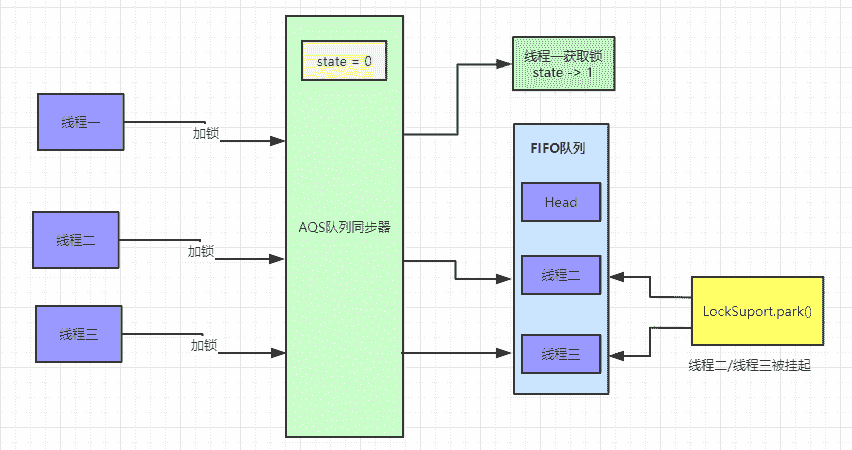 state = 0
线程一获取锁
state -> 1
线程一
加锁
FIFO队列
Head
AQS队列同步器
线程二
加锁
线程二
LockSuport.park()
线程三
加锁
线程三
线程二/线程三被挂起